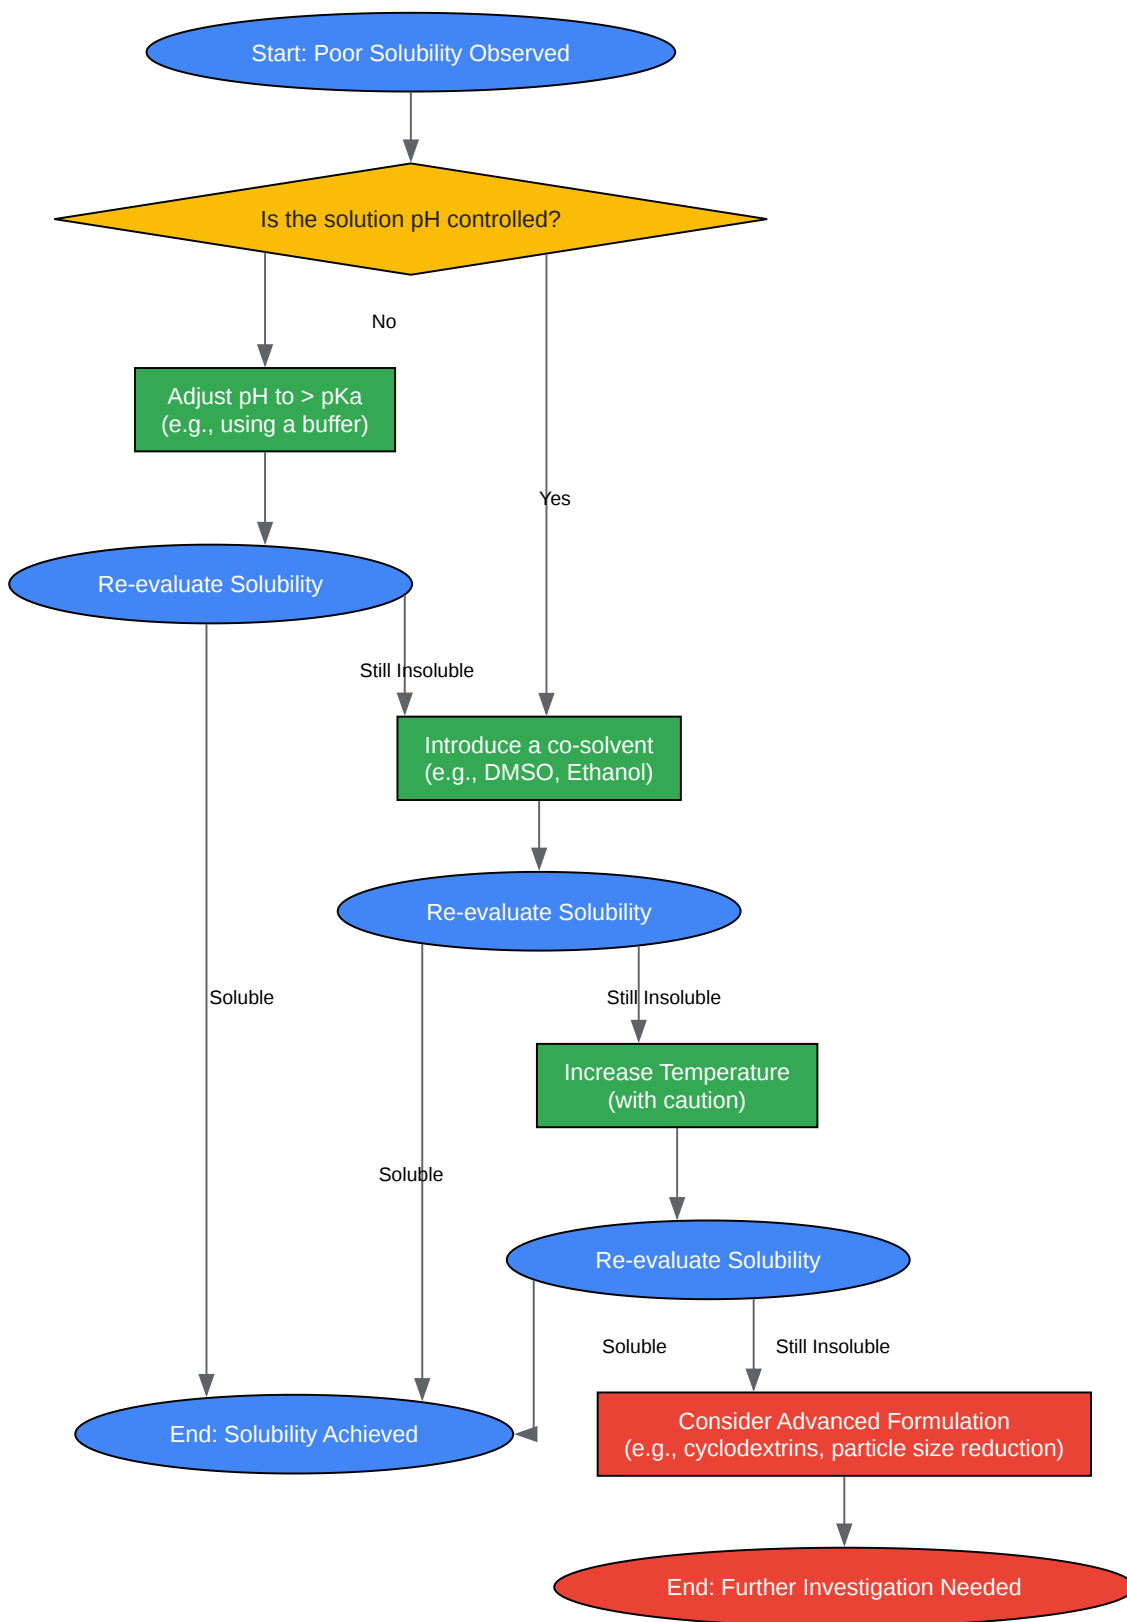 Start: Poor Solubility Observed
Is the solution pH controlled?
No
Adjust pH to > pKa
(e.g., using a buffer)
Yes
Re-evaluate Solubility
Still Insoluble
Introduce a co-solvent
(e.g., DMSO, Ethanol)
Re-evaluate Solubility
Soluble
Still Insoluble
Increase Temperature
(with caution)
Soluble
Re-evaluate Solubility
Soluble
Still Insoluble
End: Solubility Achieved
Consider Advanced Formulation
(e.g., cyclodextrins, particle size reduction)
End: Further Investigation Needed